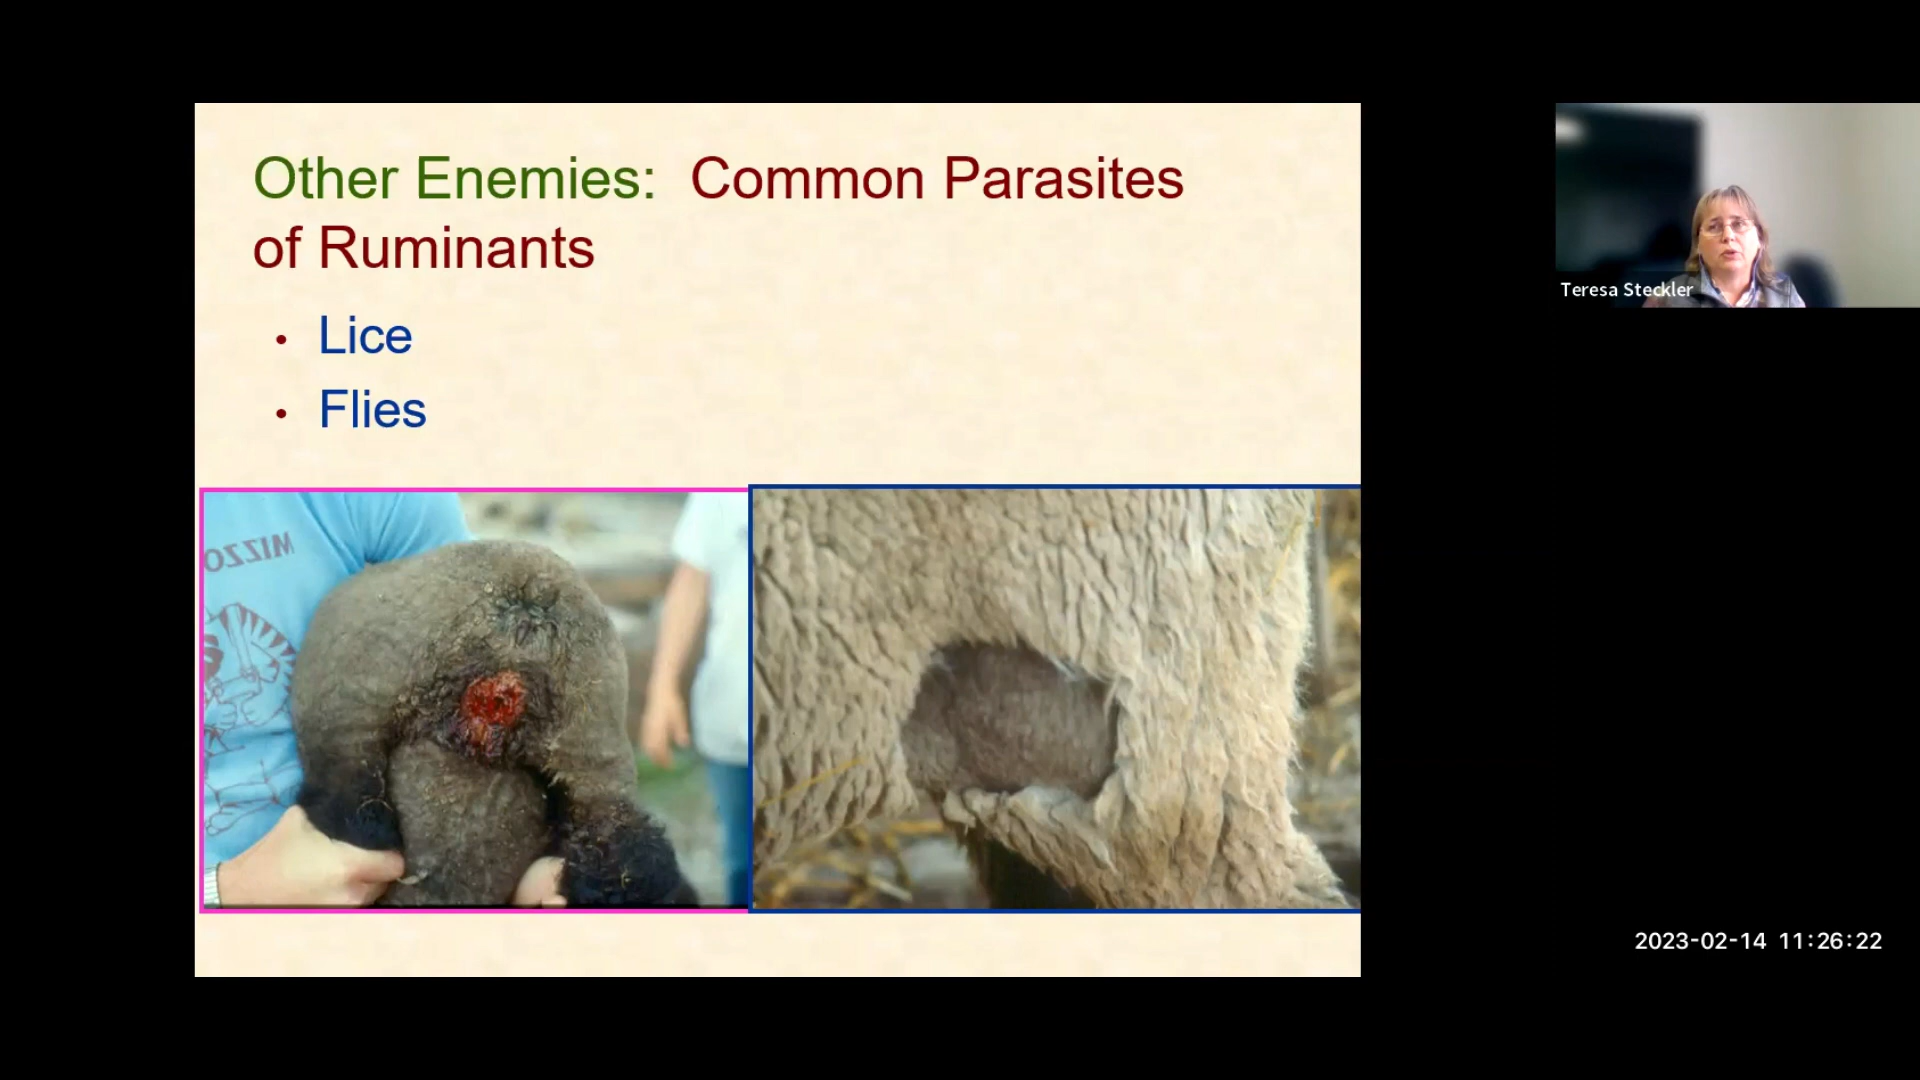 Other Enemies: Common Parasites
of Ruminants
• Lice
• Flies
MIZZO
Teresa Steckler
2023-02-14 11:26:22